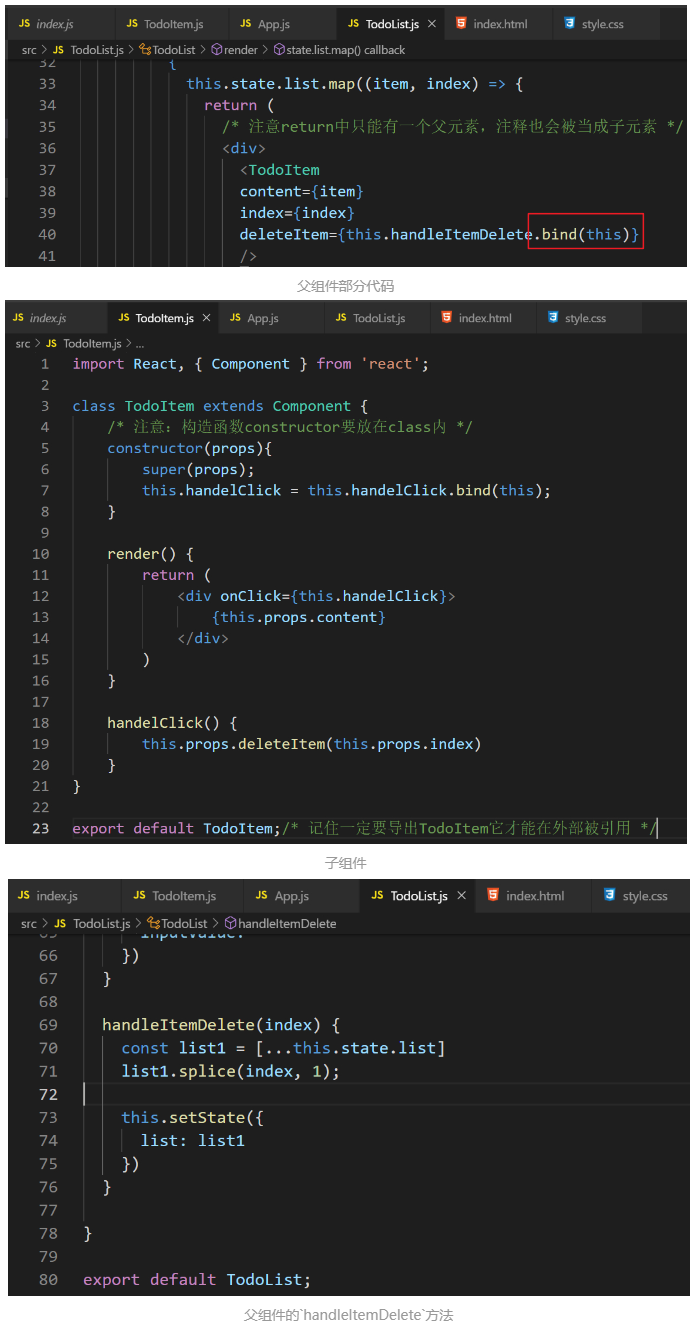 JS index.js JS TodoItem.js JS App.js JS TodoList.js × index.html style.css
src > JS TodoList.js > TodoList > render > state.list.map() callback
32 {
33 this.state.list.map((item, index) => {
34 return (
35 /* 注意return中只能有一个父元素，注释也会被当成子元素 */
36 <div>
37 <TodoItem
38 content={item}
39 index={index}
40 deleteItem={this.handleItemDelete.bind(this)}
41 />
父组件部分代码
JS index.js JS TodoItem.js × JS App.js JS TodoList.js index.html style.css
src > JS TodoItem.js > ...
1 import React, { Component } from 'react';
2
3 class TodoItem extends Component {
4 /* 注意：构造函数constructor要放在class内 */
5 constructor(props){
6 super(props);
7 this.handelClick = this.handelClick.bind(this);
8 }
9
10 render() {
11 return (
12 <div onClick={this.handelClick}>
13 {this.props.content}
14 </div>
15 )
16 }
17
18 handelClick() {
19 this.props.deleteItem(this.props.index)
20 }
21 }
22
23 export default TodoItem;/* 记住一定要导出TodoItem它才能在外部被引用 */
子组件
JS index.js JS TodoItem.js JS App.js JS TodoList.js × index.html style.css
src > JS TodoList.js > TodoList > handleItemDelete
65 inputValue:
66 })
67 }
68
69 handleItemDelete(index) {
70 const list1 = [...this.state.list]
71 list1.splice(index, 1);
72
73 this.setState({
74 list: list1
75 })
76 }
77
78 }
79
80 export default TodoList;
父组件的`handleItemDelete`方法